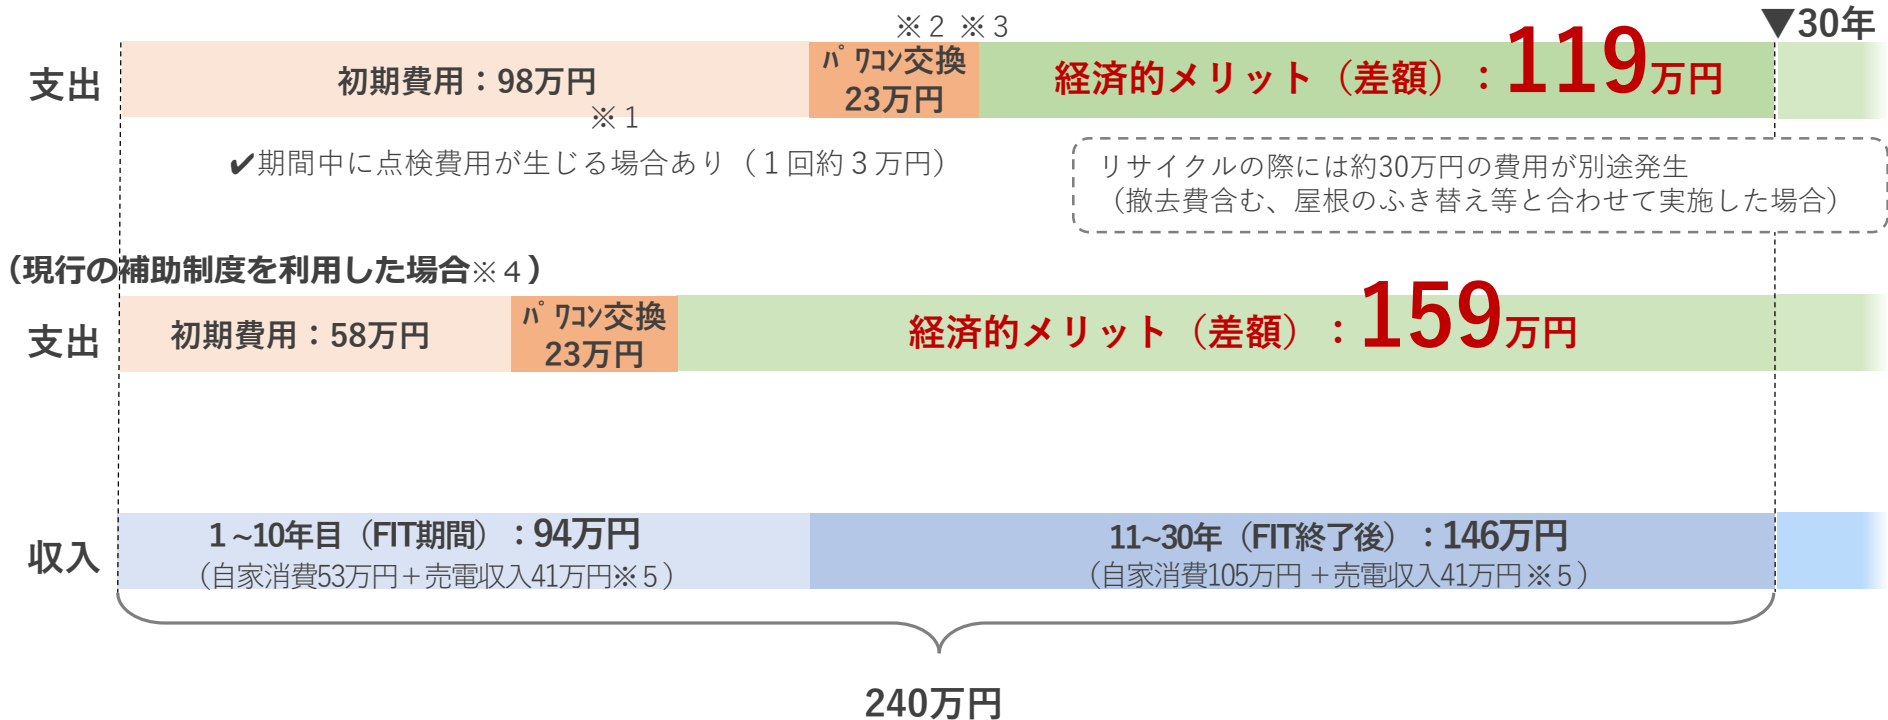 ※２ ※３
▼30年
支出
初期費用：98万円
※１
ﾊﾟﾜｺﾝ交換
23万円
経済的メリット（差額）：119万円
✔期間中に点検費用が生じる場合あり（１回約３万円）
リサイクルの際には約30万円の費用が別途発生
（撤去費含む、屋根のふき替え等と合わせて実施した場合）
（現行の補助制度を利用した場合※４）
支出
初期費用：58万円
ﾊﾟﾜｺﾝ交換
23万円
経済的メリット（差額）：159万円
収入
１~10年目（FIT期間）：94万円
（自家消費53万円＋売電収入41万円※５）
11~30年（FIT終了後）：146万円
（自家消費105万円＋売電収入41万円※５）
240万円